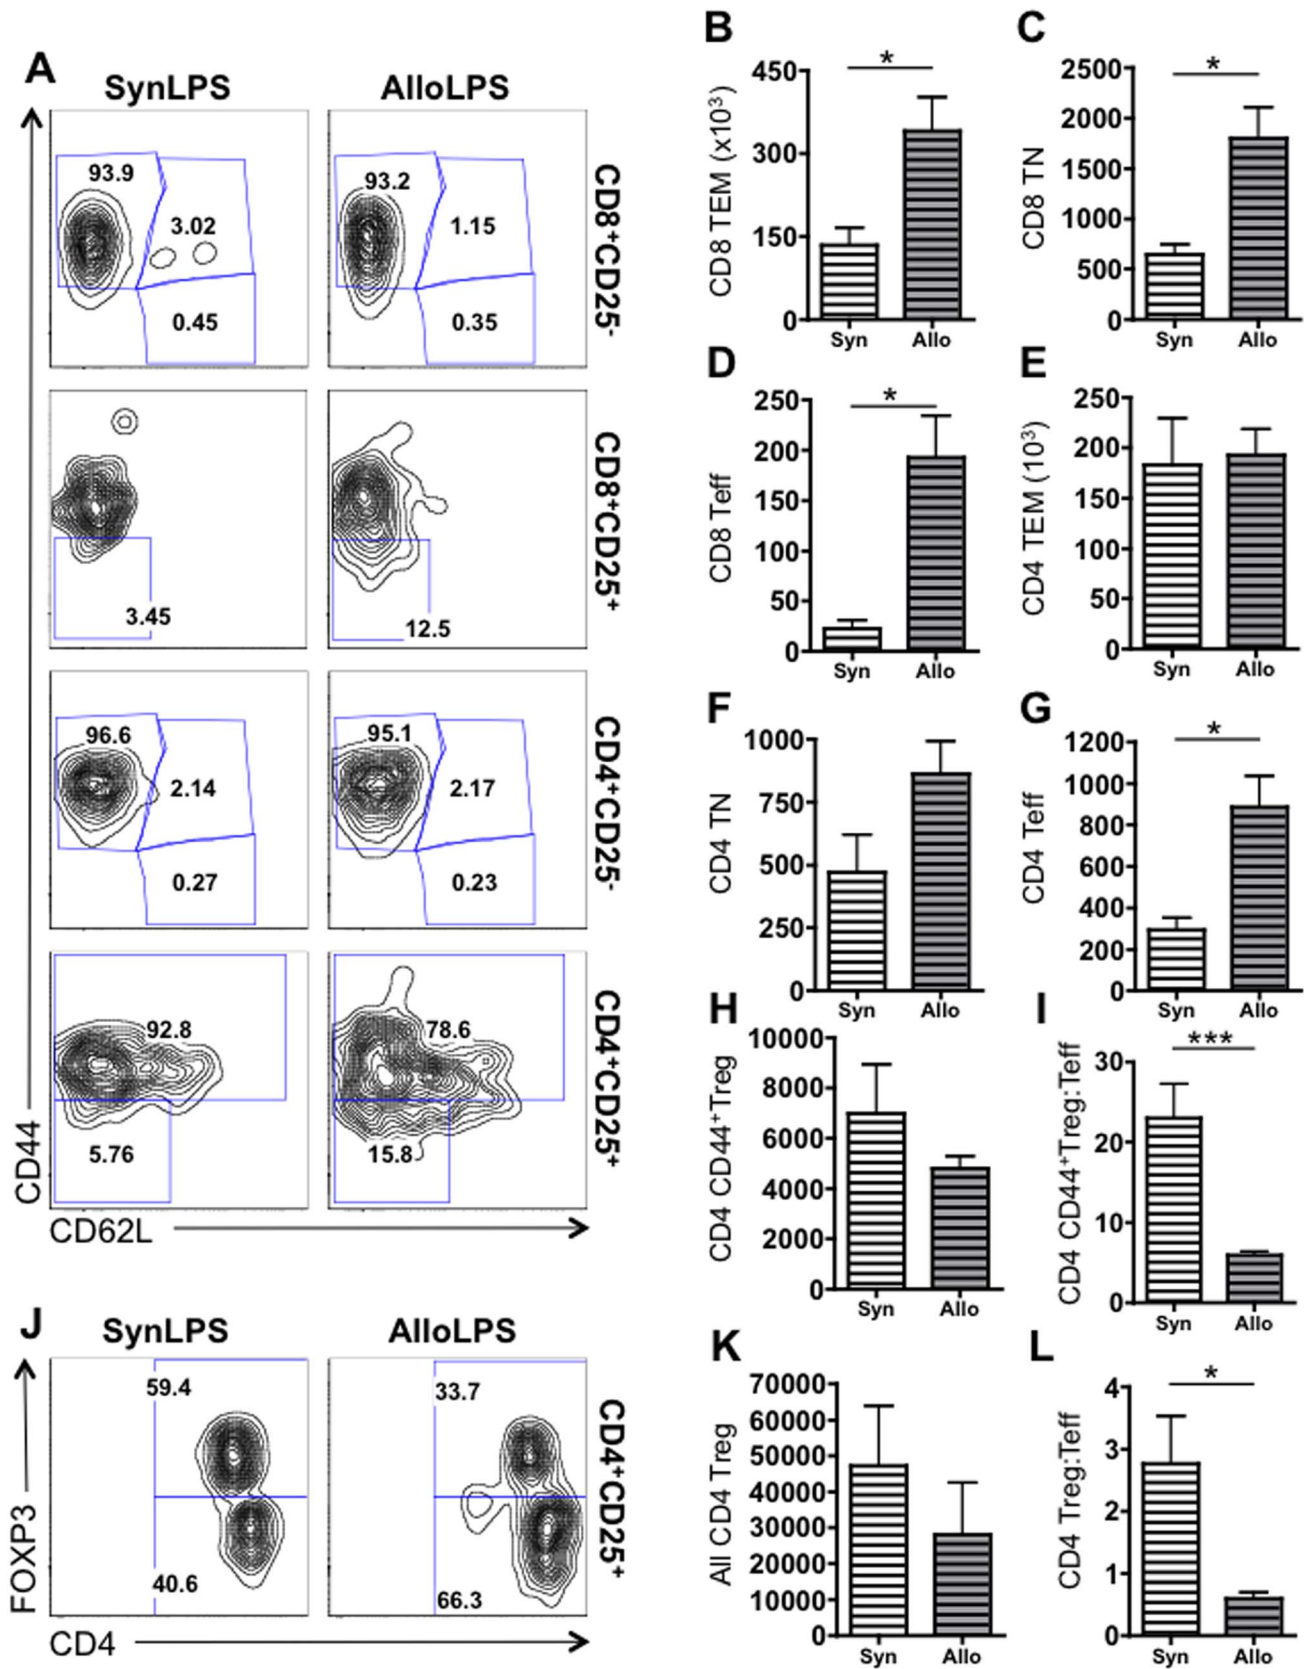 A
SynLPS AlloLPS
93.9
3.02
0.45
93.2
1.15
0.35
CD8+CD25-
3.45
12.5
CD8+CD25+
96.6
2.14
0.27
95.1
2.17
0.23
CD4+CD25-
92.8
5.76
78.6
15.8
CD4+CD25+
CD44
CD62L
B
CD8 TEM (x10³)
450
300
150
0
*
Syn Allo
C
CD8 TN
2500
2000
1500
1000
500
0
*
Syn Allo
D
CD8 Teff
250
200
150
100
50
0
*
Syn Allo
E
CD4 TEM (10³)
250
200
150
100
50
0
Syn Allo
F
CD4 TN
1000
750
500
250
0
Syn Allo
G
CD4 Teff
1200
1000
800
600
400
200
0
*
Syn Allo
H
CD4 CD44+Treg
10000
8000
6000
4000
2000
0
Syn Allo
I
CD4 CD44+Treg:Teff
30
20
10
0
***
Syn Allo
J
SynLPS AlloLPS
59.4
40.6
33.7
66.3
CD4+CD25+
FOXP3
CD4
K
All CD4 Treg
70000
60000
50000
40000
30000
20000
10000
0
Syn Allo
L
CD4 Treg:Teff
4
3
2
1
0
*
Syn Allo